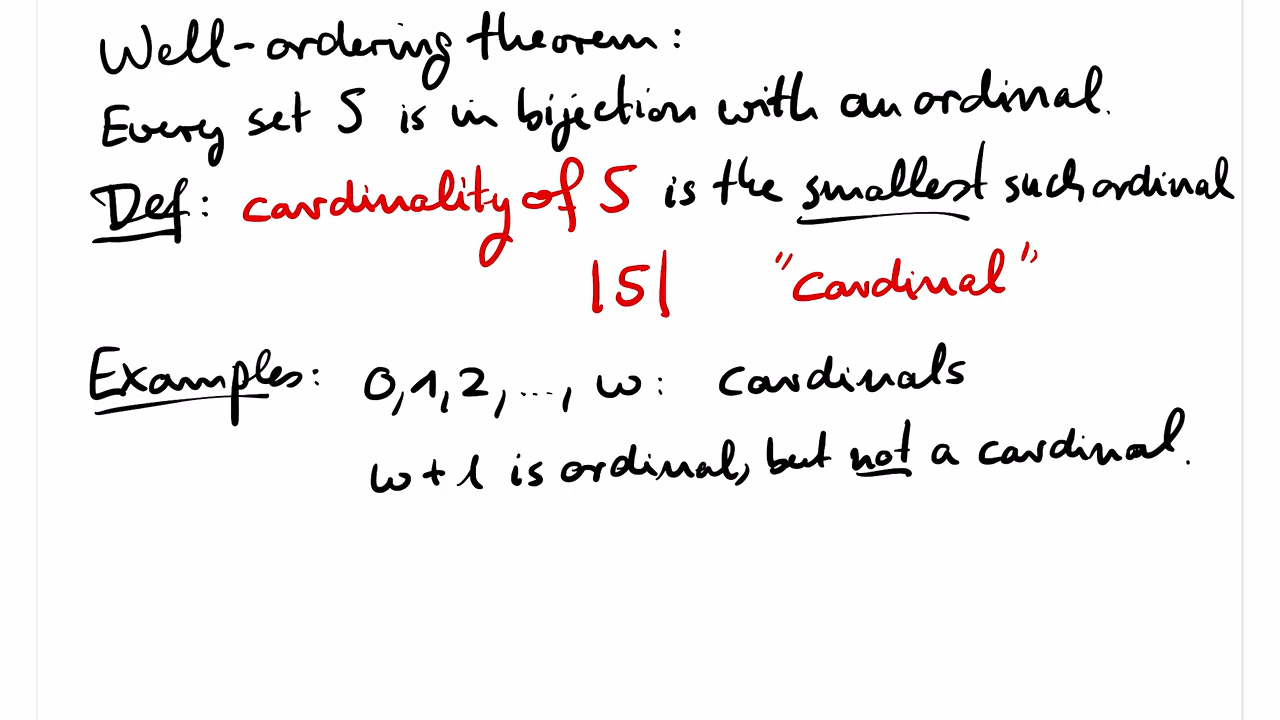 Well-ordering theorem:
Every set S is in bijection with an ordinal.
Def: cardinality of S is the smallest such ordinal
|S| "cardinal"
Examples: 0,1,2,...., ω: cardinals
ω+1 is ordinal, but not a cardinal.